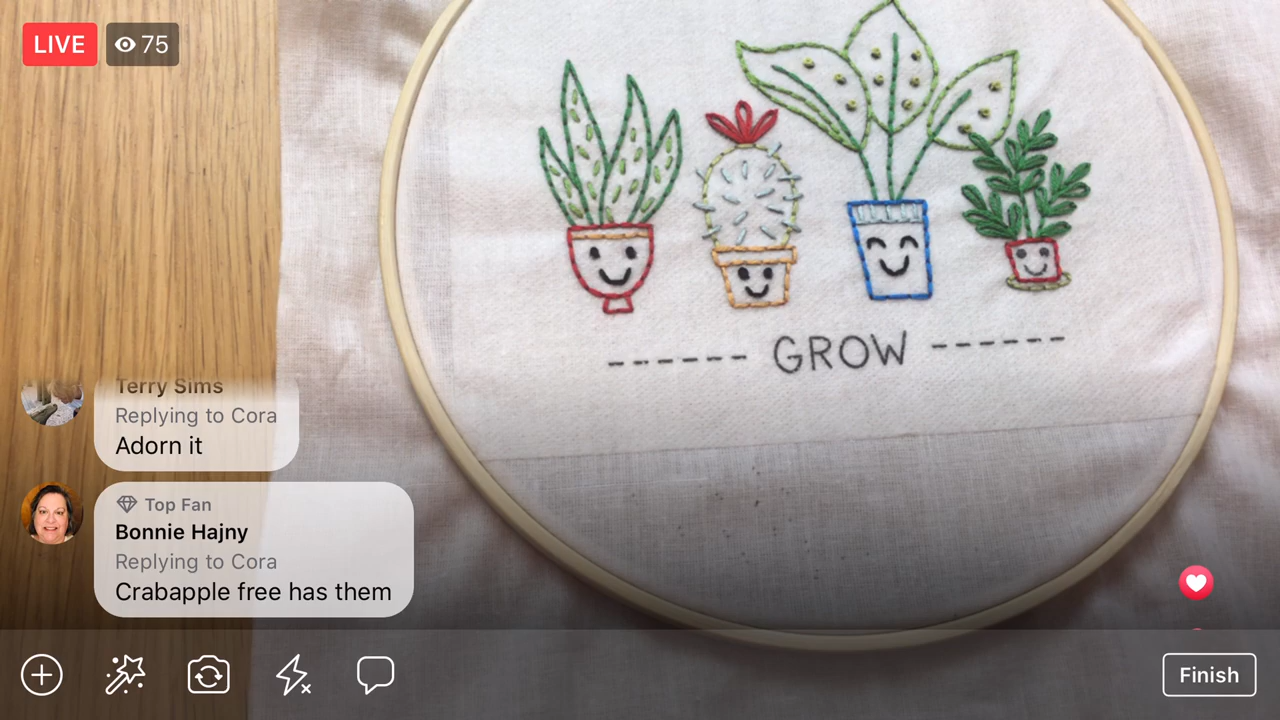 LIVE 75
GROW
Terry Sims
Replying to Cora
Adorn it
Top Fan
Bonnie Hajny
Replying to Cora
Crabapple free has them
Finish